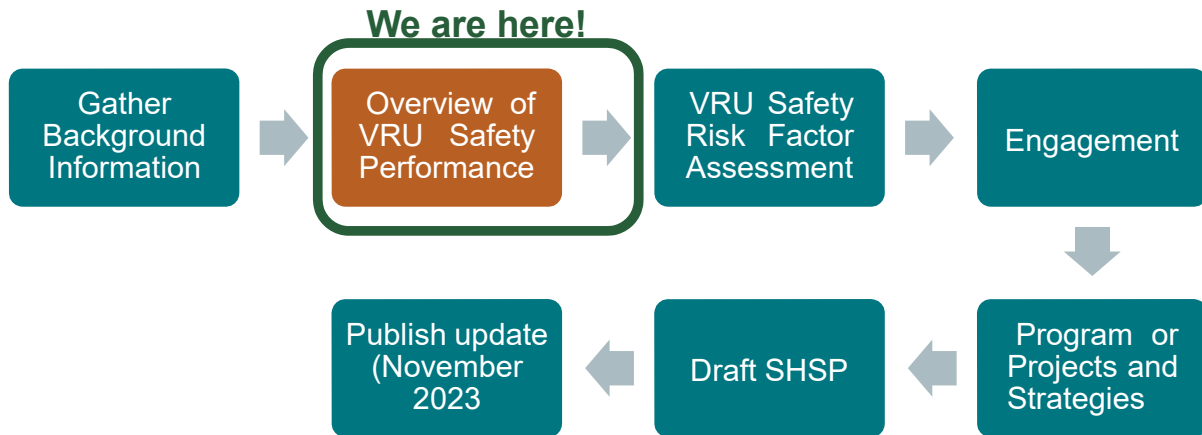 We are here!
Gather
Background
Information
Overview of
VRU Safety
Performance
VRU Safety
Risk Factor
Assessment
Engagement
Program or
Projects and
Strategies
Draft SHSP
Publish update
(November
2023